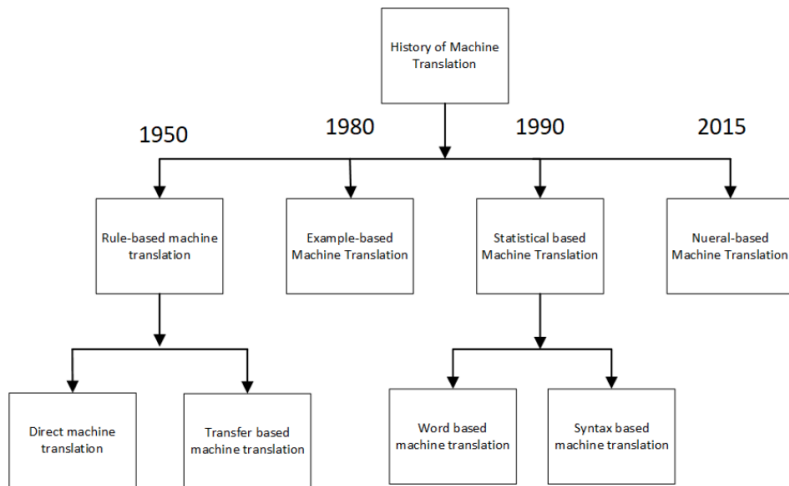 History of Machine
Translation
1950
1980
1990
2015
Rule-based machine
translation
Example-based
Machine Translation
Statistical based
Machine Translation
Nueral-based
Machine Translation
Direct machine
translation
Transfer based
machine translation
Word based
machine translation
Syntax based
machine translation